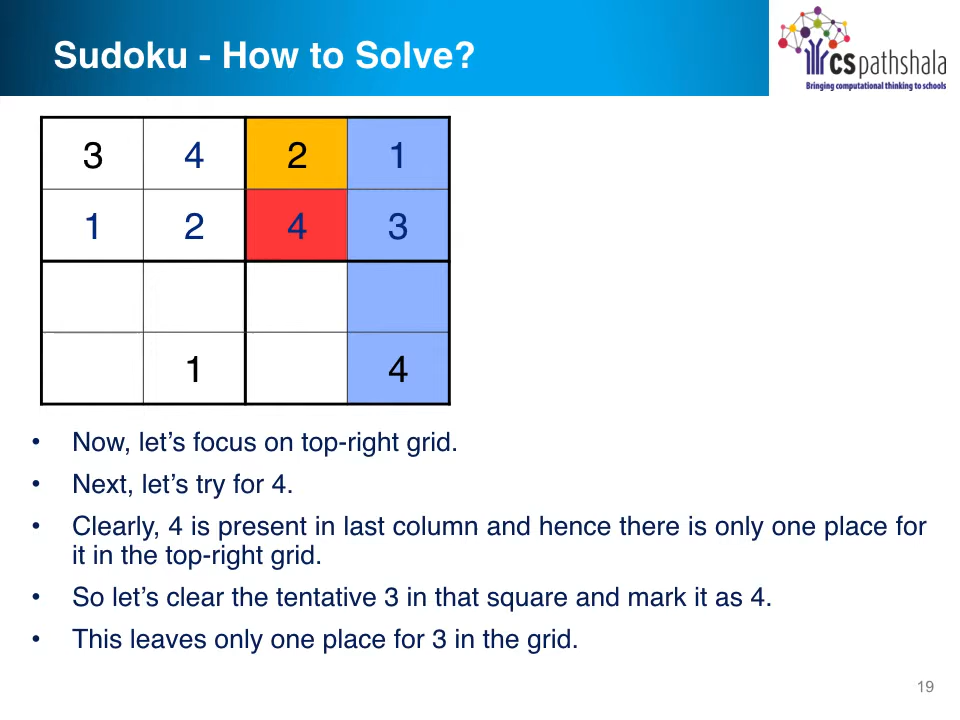 Sudoku - How to Solve?
CSpathshala
Bringing computational thinking to schools
3 4 2 1
1 2 4 3
1 4
• Now, let’s focus on top-right grid.
• Next, let’s try for 4.
• Clearly, 4 is present in last column and hence there is only one place for
it in the top-right grid.
• So let’s clear the tentative 3 in that square and mark it as 4.
• This leaves only one place for 3 in the grid.
19